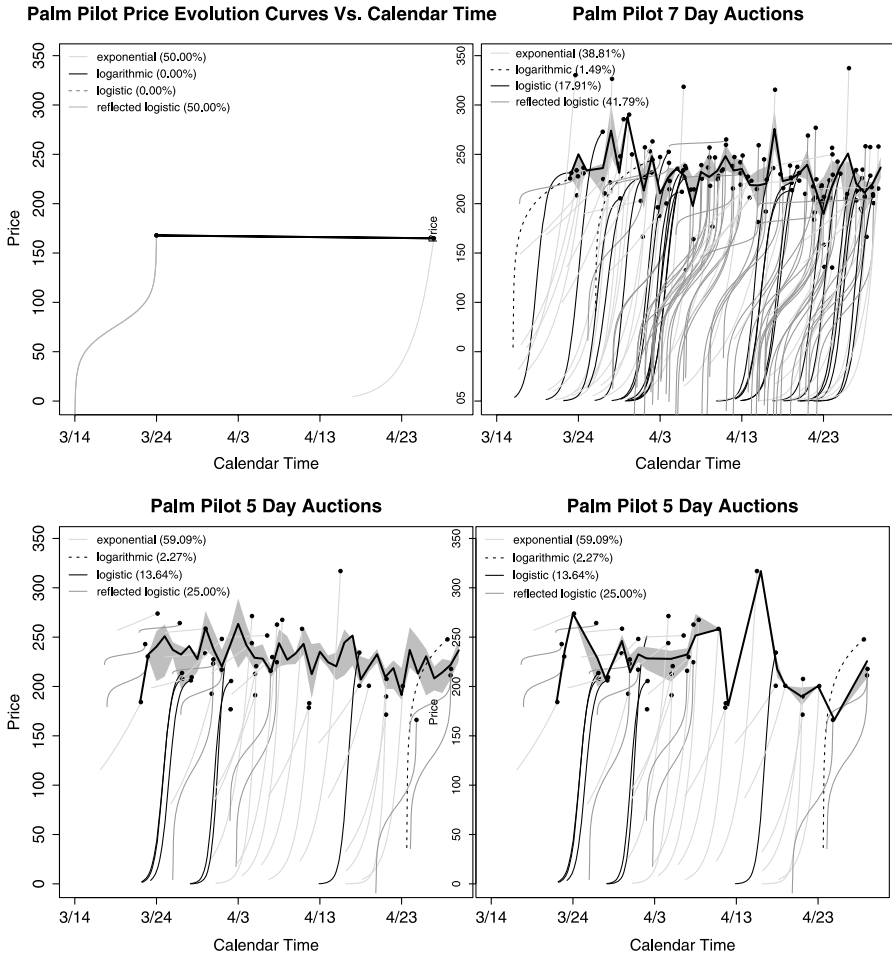 Palm Pilot Price Evolution Curves Vs. Calendar Time
exponential (50.00%)
logarithmic (0.00%)
logistic (0.00%)
reflected logistic (50.00%)
Price
350
300
250
200
150
100
50
0
Price
3/14 3/24 4/3 4/13 4/23
Calendar Time
Palm Pilot 7 Day Auctions
exponential (38.81%)
logarithmic (1.49%)
logistic (17.91%)
reflected logistic (41.79%)
350
300
250
200
150
100
0
05
3/14 3/24 4/3 4/13 4/23
Calendar Time
Palm Pilot 5 Day Auctions
exponential (59.09%)
logarithmic (2.27%)
logistic (13.64%)
reflected logistic (25.00%)
Price
350
300
250
200
150
100
50
0
Price
3/14 3/24 4/3 4/13 4/23
Calendar Time
Palm Pilot 5 Day Auctions
exponential (59.09%)
logarithmic (2.27%)
logistic (13.64%)
reflected logistic (25.00%)
350
300
250
200
150
100
50
0
3/14 3/24 4/3 4/13 4/23
Calendar Time